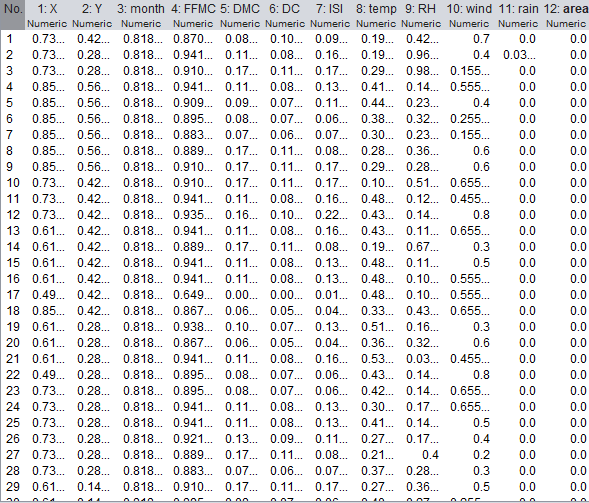 No. 1: X 2: Y 3: month 4: FFMC 5: DMC 6: DC 7: ISI 8: temp 9: RH 10: wind 11: rain 12: area
Numeric Numeric Numeric Numeric Numeric Numeric Numeric Numeric Numeric Numeric Numeric Numeric
1 0.73... 0.42... 0.818... 0.870... 0.08... 0.10... 0.09... 0.19... 0.42... 0.7 0.0 0.0
2 0.73... 0.28... 0.818... 0.941... 0.11... 0.08... 0.16... 0.19... 0.96... 0.4 0.03... 0.0
3 0.73... 0.28... 0.818... 0.910... 0.17... 0.11... 0.17... 0.29... 0.98... 0.155... 0.0 0.0
4 0.85... 0.56... 0.818... 0.941... 0.11... 0.08... 0.13... 0.41... 0.14... 0.555... 0.0 0.0
5 0.85... 0.56... 0.818... 0.909... 0.09... 0.07... 0.11... 0.44... 0.23... 0.4 0.0 0.0
6 0.85... 0.56... 0.818... 0.895... 0.08... 0.07... 0.06... 0.38... 0.32... 0.255... 0.0 0.0
7 0.85... 0.56... 0.818... 0.883... 0.07... 0.06... 0.07... 0.30... 0.23... 0.155... 0.0 0.0
8 0.85... 0.56... 0.818... 0.889... 0.17... 0.11... 0.08... 0.28... 0.36... 0.6 0.0 0.0
9 0.85... 0.56... 0.818... 0.910... 0.17... 0.11... 0.17... 0.29... 0.28... 0.6 0.0 0.0
10 0.73... 0.42... 0.818... 0.910... 0.17... 0.11... 0.17... 0.10... 0.51... 0.655... 0.0 0.0
11 0.73... 0.42... 0.818... 0.941... 0.11... 0.08... 0.16... 0.48... 0.12... 0.455... 0.0 0.0
12 0.73... 0.42... 0.818... 0.935... 0.16... 0.10... 0.22... 0.43... 0.14... 0.8 0.0 0.0
13 0.61... 0.42... 0.818... 0.941... 0.11... 0.08... 0.16... 0.43... 0.11... 0.655... 0.0 0.0
14 0.61... 0.42... 0.818... 0.889... 0.17... 0.11... 0.08... 0.19... 0.67... 0.3 0.0 0.0
15 0.61... 0.42... 0.818... 0.941... 0.11... 0.08... 0.13... 0.48... 0.11... 0.5 0.0 0.0
16 0.61... 0.42... 0.818... 0.941... 0.11... 0.08... 0.13... 0.48... 0.10... 0.555... 0.0 0.0
17 0.49... 0.42... 0.818... 0.649... 0.00... 0.00... 0.01... 0.48... 0.10... 0.555... 0.0 0.0
18 0.85... 0.42... 0.818... 0.867... 0.06... 0.05... 0.04... 0.33... 0.43... 0.655... 0.0 0.0
19 0.61... 0.28... 0.818... 0.938... 0.10... 0.07... 0.13... 0.51... 0.16... 0.3 0.0 0.0
20 0.61... 0.28... 0.818... 0.867... 0.06... 0.05... 0.04... 0.36... 0.32... 0.6 0.0 0.0
21 0.61... 0.28... 0.818... 0.941... 0.11... 0.08... 0.16... 0.53... 0.03... 0.455... 0.0 0.0
22 0.49... 0.28... 0.818... 0.895... 0.08... 0.07... 0.06... 0.43... 0.14... 0.8 0.0 0.0
23 0.73... 0.28... 0.818... 0.895... 0.08... 0.07... 0.06... 0.42... 0.14... 0.655... 0.0 0.0
24 0.73... 0.28... 0.818... 0.941... 0.11... 0.08... 0.13... 0.30... 0.17... 0.655... 0.0 0.0
25 0.73... 0.28... 0.818... 0.941... 0.11... 0.08... 0.13... 0.41... 0.14... 0.5 0.0 0.0
26 0.73... 0.28... 0.818... 0.921... 0.13... 0.09... 0.11... 0.27... 0.17... 0.4 0.0 0.0
27 0.73... 0.28... 0.818... 0.889... 0.17... 0.11... 0.08... 0.21... 0.4 0.2 0.0 0.0
28 0.73... 0.28... 0.818... 0.883... 0.07... 0.06... 0.07... 0.37... 0.28... 0.3 0.0 0.0
29 0.61... 0.14... 0.818... 0.910... 0.17... 0.11... 0.17... 0.27... 0.36... 0.5 0.0 0.0